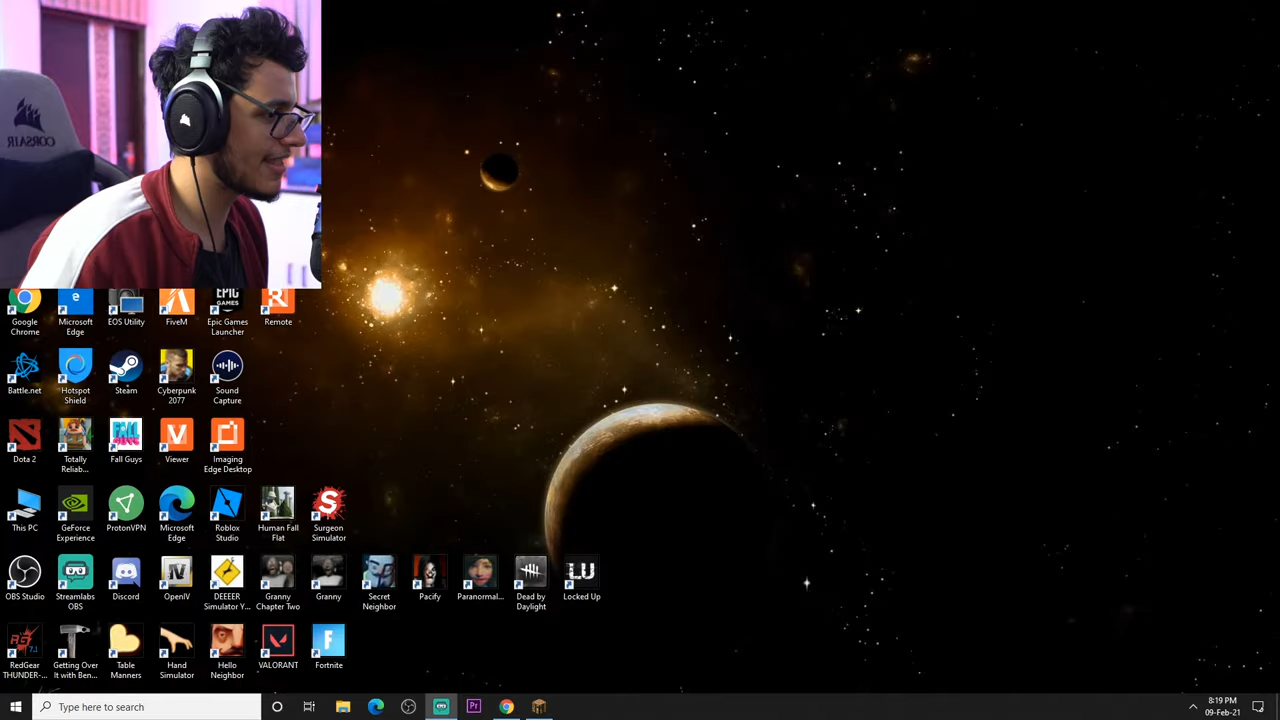 CORSAIR
EPIC
GAMES
Google
Chrome
Microsoft
Edge
EOS Utility
FiveM
Epic Games
Launcher
Remote
Battle.net
Hotspot
Shield
Steam
Cyberpunk
2077
Sound
Capture
FALL
GUYS
V
Dota 2
Totally
Reliab...
Fall Guys
Viewer
Imaging
Edge Desktop
S
This PC
GeForce
Experience
ProtonVPN
Microsoft
Edge
Roblox
Studio
Human Fall
Flat
Surgeon
Simulator
IV
LU
OBS Studio
Streamlabs
OBS
Discord
OpenIV
DEEEER
Simulator Y...
Granny
Chapter Two
Granny
Secret
Neighbor
Pacify
Paranormal...
Dead by
Daylight
Locked Up
7.1
F
RedGear
THUNDER-...
Getting Over
It with Ben...
Table
Manners
Hand
Simulator
Hello
Neighbor
VALORANT
Fortnite
Type here to search
Pr
8:19 PM
09-Feb-21